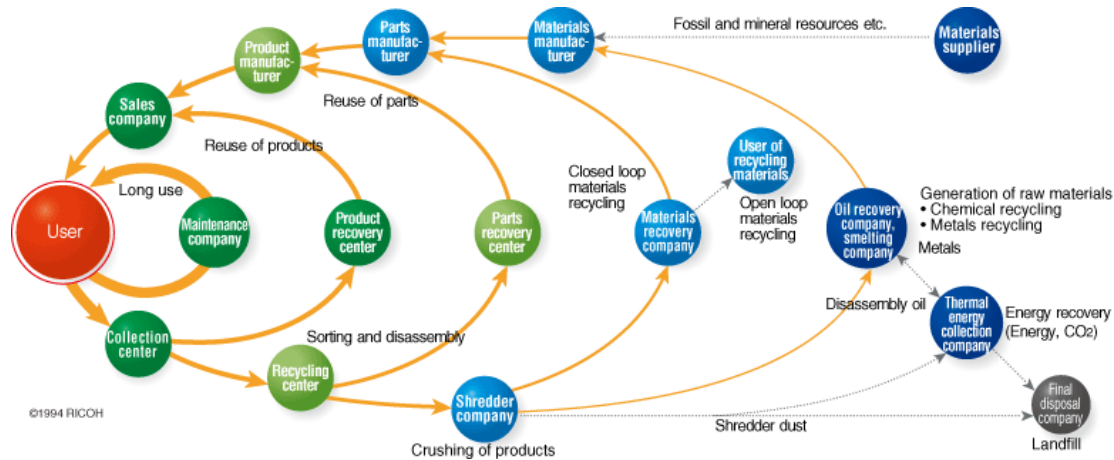 Parts
manufac-
turer
Materials
manufac-
turer
Fossil and mineral resources etc.
Materials
supplier
Product
manufac-
turer
Reuse of parts
Sales
company
Reuse of products
Long use
User
Maintenance
company
Product
recovery
center
Parts
recovery
center
Closed loop
materials
recycling
Materials
recovery
company
User of
recycling
materials
Open loop
materials
recycling
Oil recovery
company,
smelting
company
Generation of raw materials
• Chemical recycling
• Metals recycling
Metals
Disassembly oil
Thermal
energy
collection
company
Energy recovery
(Energy, CO2)
Collection
center
Sorting and disassembly
Recycling
center
Shredder
company
Crushing of products
Shredder dust
Final
disposal
company
Landfill
©1994 RICOH